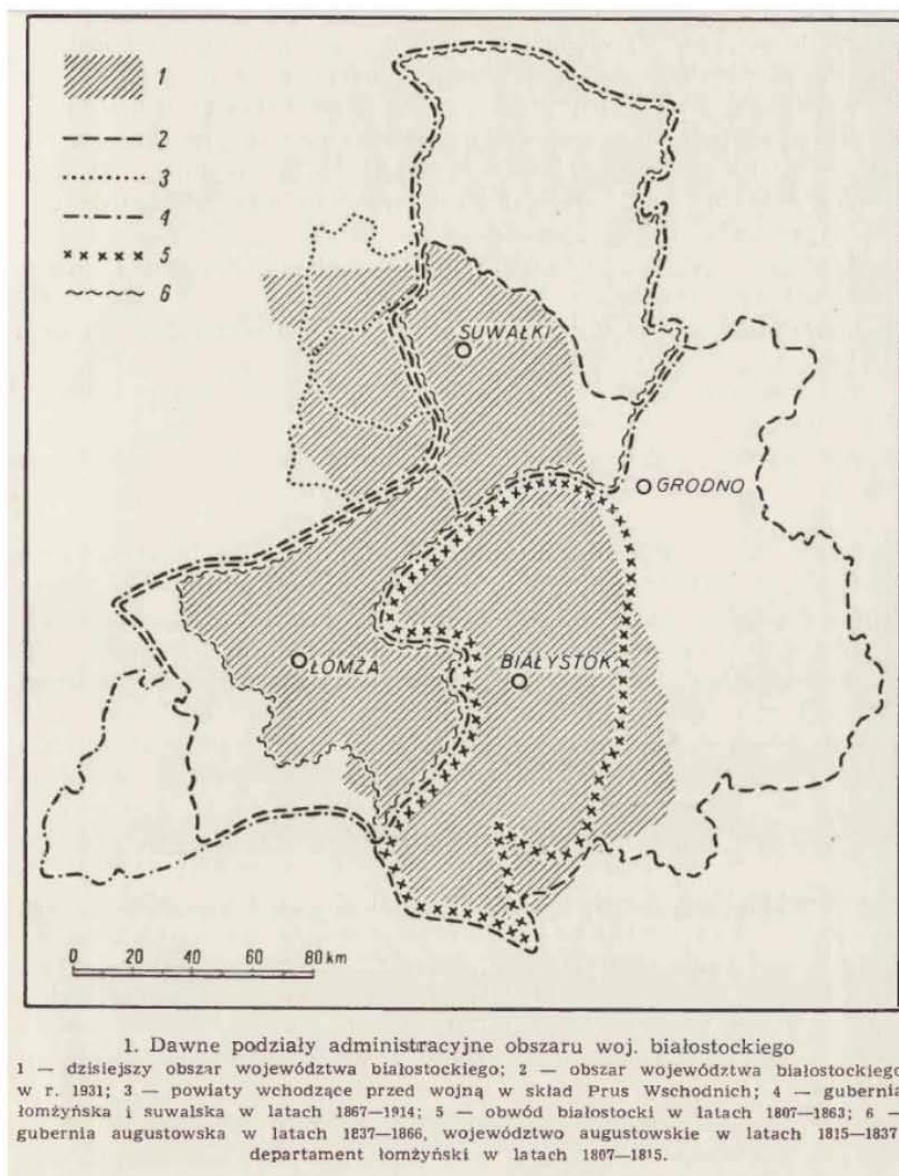 1
2
3
4
5
6
SUWAŁKI
GRODNO
ŁOMŻA
BIAŁYSTOK
0 20 40 60 80 km
1. Dawne podziały administracyjne obszaru woj. białostockiego
1 — dzisiejszy obszar województwa białostockiego; 2 — obszar województwa białostockiego
w r. 1931; 3 — powiaty wchodzące przed wojną w skład Prus Wschodnich; 4 — gubernia
łomżyńska i suwalska w latach 1867—1914; 5 — obwód białostocki w latach 1807—1863; 6 —
gubernia augustowska w latach 1837—1866, województwo augustowskie w latach 1815—1837
departament łomżyński w latach 1807—1815.